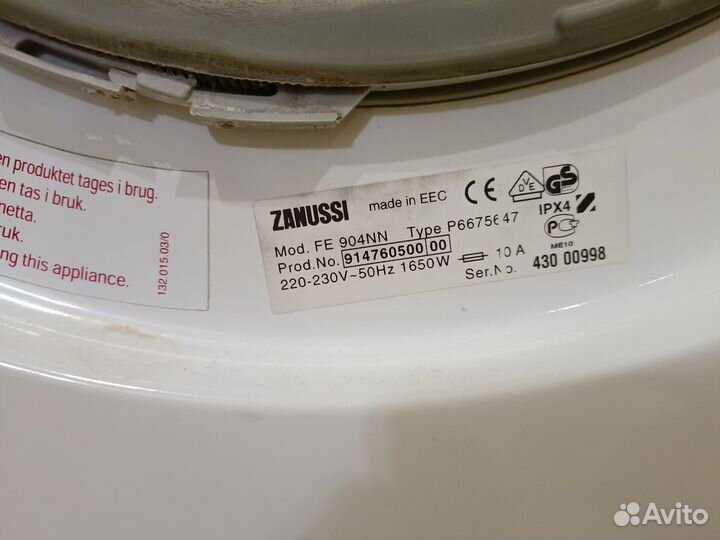 en produktet tages i bruk.
en tas i bruk.
netta.
ruk.
ng this appliance.
132 015 03/0
ZANUSSI made in EEC CE DVE GS
Mod. FE 904NN Type P6675647 IPX4
Prod.No. 914760500 00
220-230V~50Hz 1650W 10 A ME10
Ser.No. 430 00998
Avito